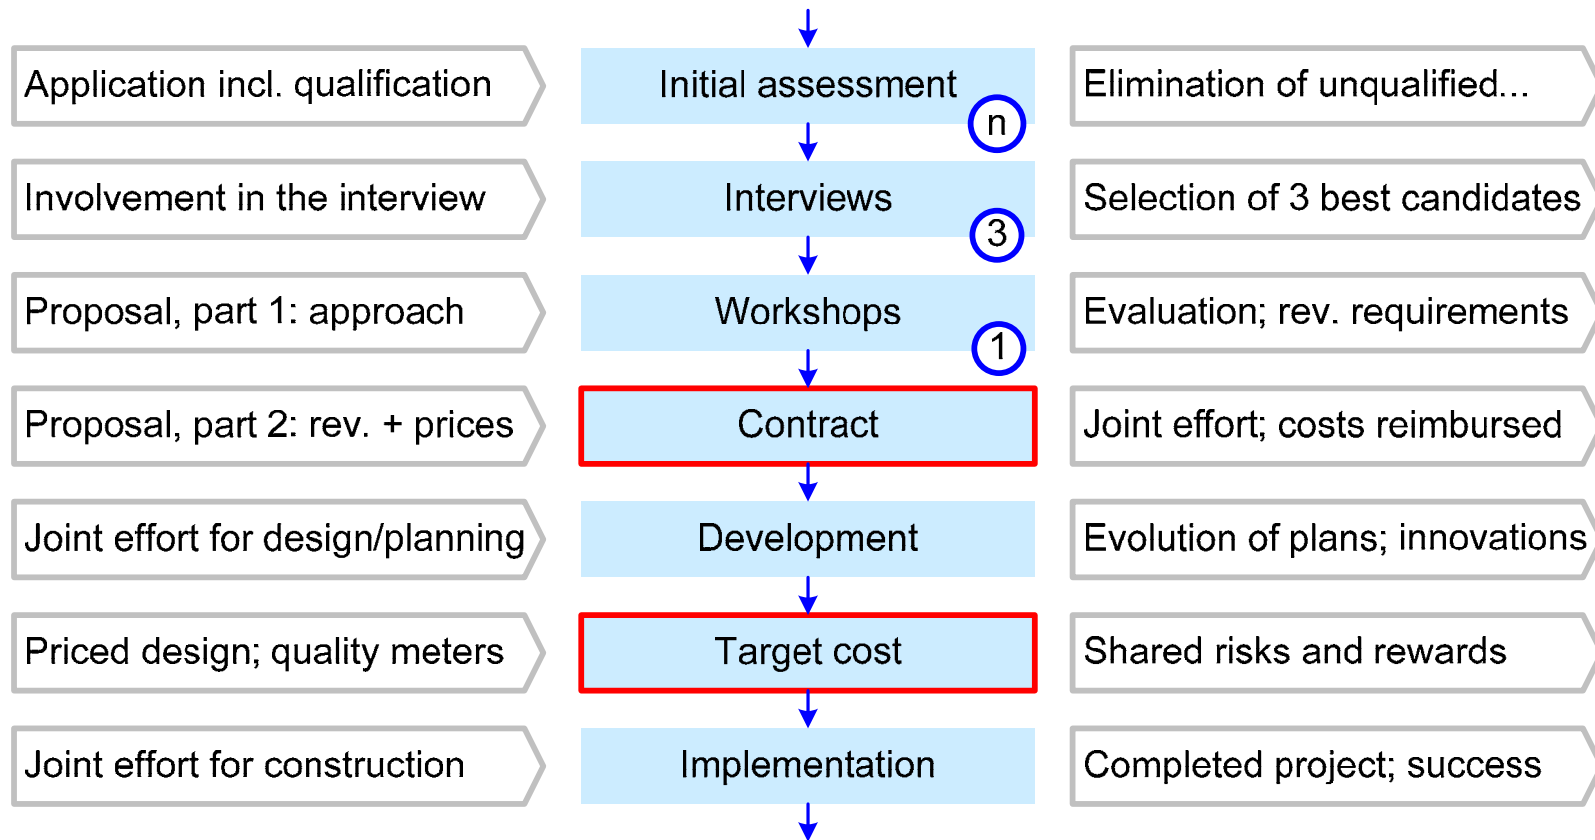 Application incl. qualification
Initial assessment
Elimination of unqualified...
n
Involvement in the interview
Interviews
Selection of 3 best candidates
3
Proposal, part 1: approach
Workshops
Evaluation; rev. requirements
1
Proposal, part 2: rev. + prices
Contract
Joint effort; costs reimbursed
Joint effort for design/planning
Development
Evolution of plans; innovations
Priced design; quality meters
Target cost
Shared risks and rewards
Joint effort for construction
Implementation
Completed project; success